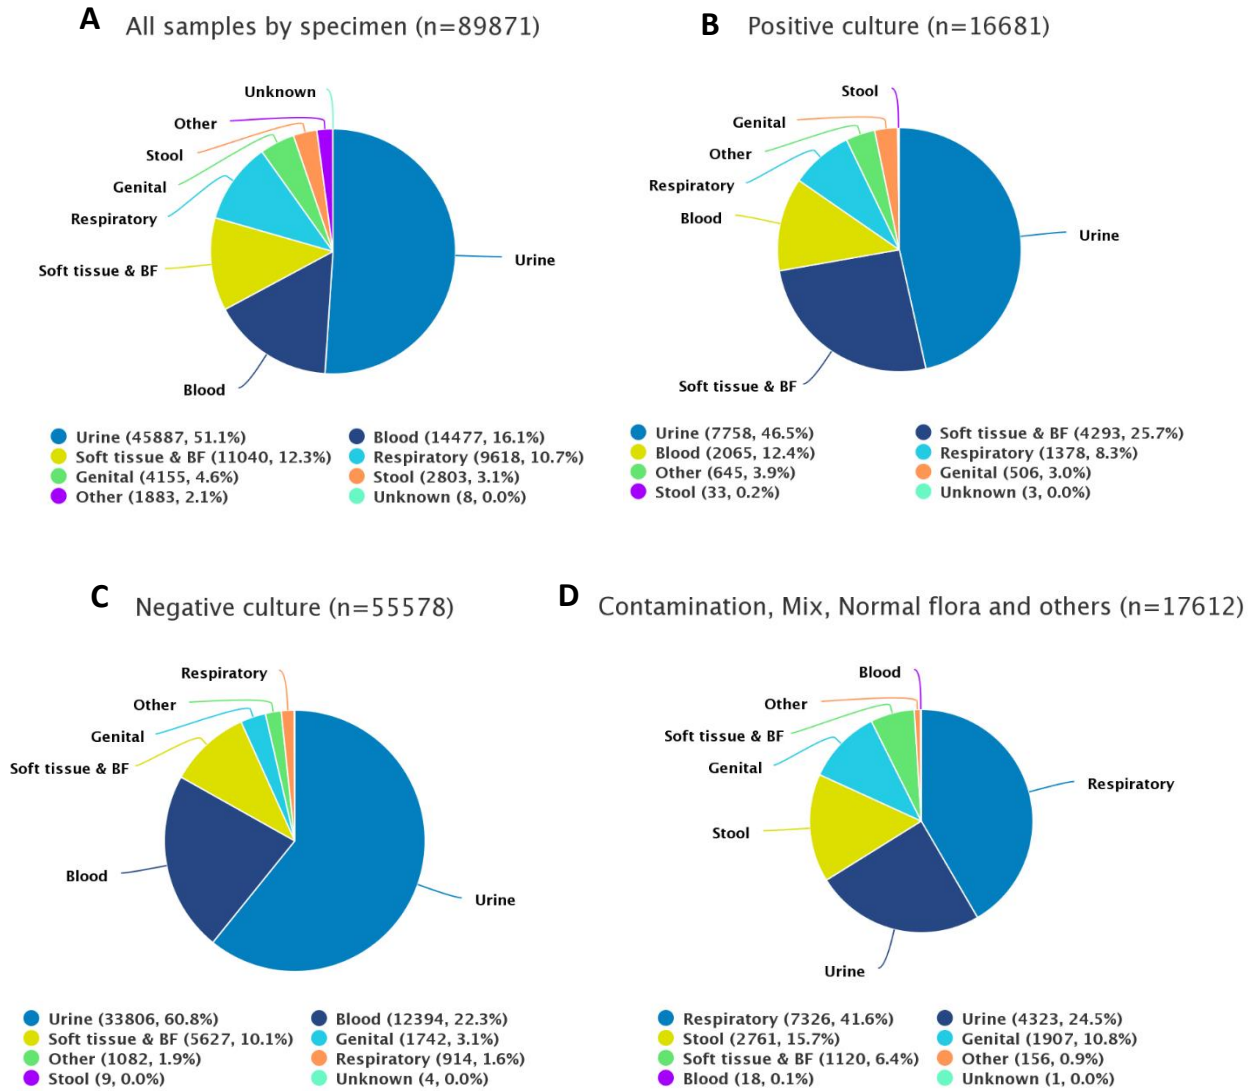 A All samples by specimen (n=89871)
Unknown
Other
Stool
Genital
Respiratory
Soft tissue & BF
Blood
Urine
Urine (45887, 51.1%) Blood (14477, 16.1%)
Soft tissue & BF (11040, 12.3%) Respiratory (9618, 10.7%)
Genital (4155, 4.6%) Stool (2803, 3.1%)
Other (1883, 2.1%) Unknown (8, 0.0%)
B Positive culture (n=16681)
Stool
Genital
Other
Respiratory
Blood
Urine
Soft tissue & BF
Urine (7758, 46.5%) Soft tissue & BF (4293, 25.7%)
Blood (2065, 12.4%) Respiratory (1378, 8.3%)
Other (645, 3.9%) Genital (506, 3.0%)
Stool (33, 0.2%) Unknown (3, 0.0%)
C Negative culture (n=55578)
Respiratory
Other
Genital
Soft tissue & BF
Blood
Urine
Urine (33806, 60.8%) Blood (12394, 22.3%)
Soft tissue & BF (5627, 10.1%) Genital (1742, 3.1%)
Other (1082, 1.9%) Respiratory (914, 1.6%)
Stool (9, 0.0%) Unknown (4, 0.0%)
D Contamination, Mix, Normal flora and others (n=17612)
Blood
Other
Soft tissue & BF
Genital
Respiratory
Stool
Urine
Respiratory (7326, 41.6%) Urine (4323, 24.5%)
Stool (2761, 15.7%) Genital (1907, 10.8%)
Soft tissue & BF (1120, 6.4%) Other (156, 0.9%)
Blood (18, 0.1%) Unknown (1, 0.0%)